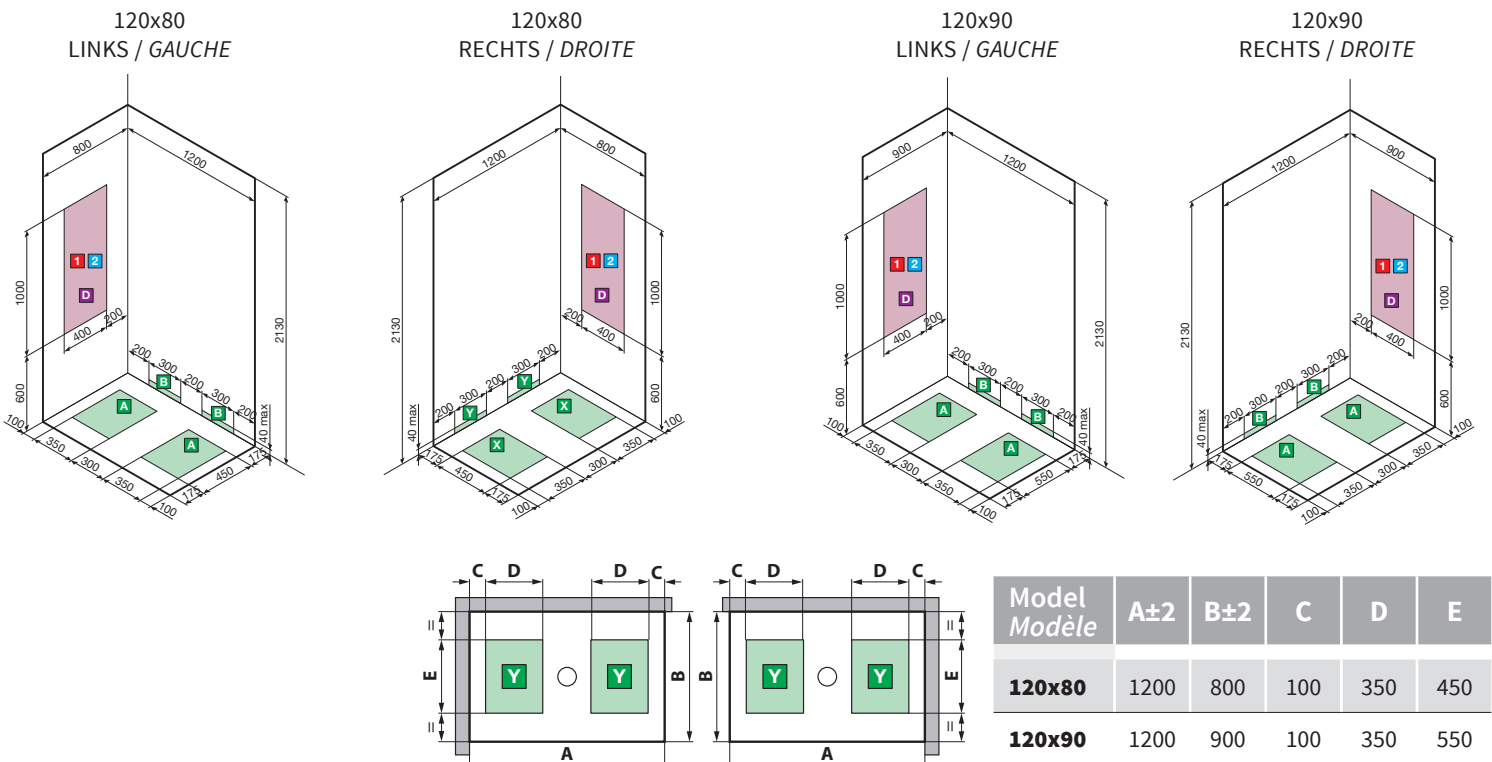 120x80
LINKS / GAUCHE
120x80
RECHTS / DROITE
120x90
LINKS / GAUCHE
120x90
RECHTS / DROITE
800
1200
1 2
D
1000
400
200
2130
600
200
300
200
300
200
B
B
A
A
40 max
100
350
300
350
100
175
450
175
1200
800
1 2
D
1000
200
400
2130
600
200
300
200
300
200
Y
Y
X
X
40 max
175
450
175
100
350
300
350
100
900
1200
1 2
D
1000
400
200
2130
600
200
300
200
300
200
B
B
A
A
40 max
100
350
300
350
100
175
550
175
1200
900
1 2
D
1000
200
400
2130
600
200
300
200
300
200
B
B
A
A
40 max
175
550
175
100
350
300
350
100
C D D C
=
E Y Y B
=
A
C D D C
=
B Y Y E
=
A
Model A±2 B±2 C D E
Modèle
120x80 1200 800 100 350 450
120x90 1200 900 100 350 550